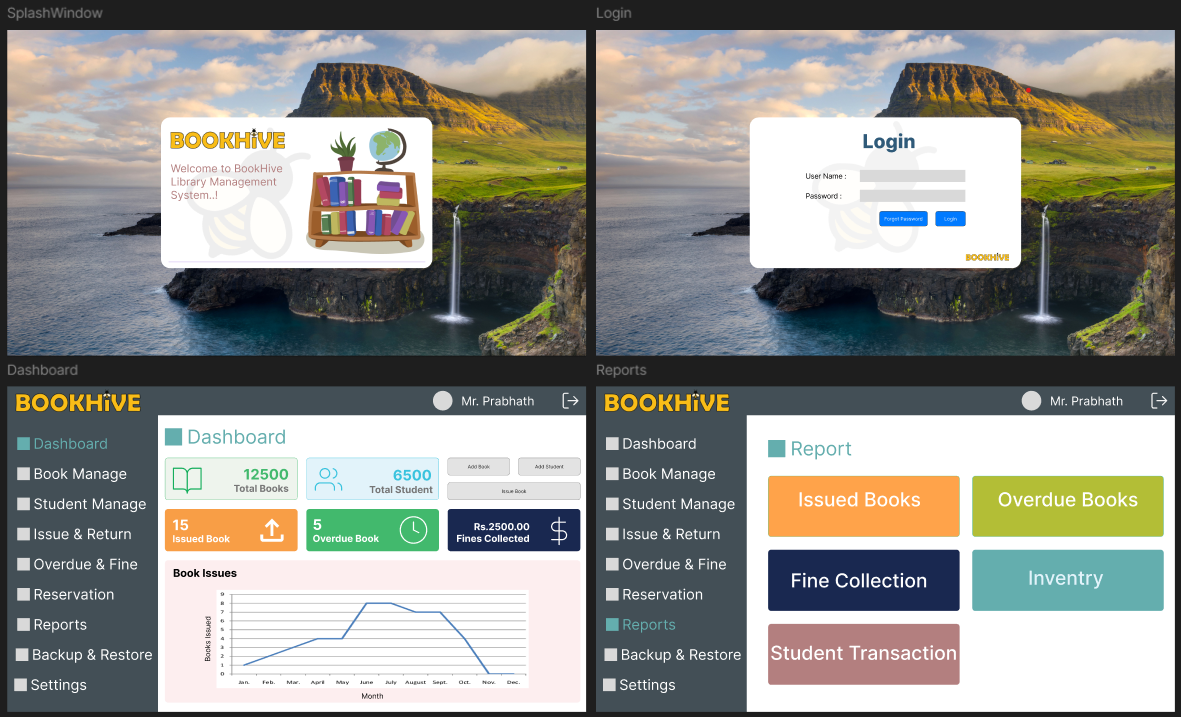 SplashWindow
BOOKHiVE
Welcome to BookHive
Library Management
System..!
Login
Login
User Name :
Password :
Forgot Password
Login
BOOKHiVE
Dashboard
BOOKHiVE
Mr. Prabhath
Dashboard
Book Manage
Student Manage
Issue & Return
Overdue & Fine
Reservation
Reports
Backup & Restore
Settings
Dashboard
12500
Total Books
6500
Total Student
Add Book
Add Student
Issue Book
15
Issued Book
5
Overdue Book
Rs.2500.00
Fines Collected
Book Issues
Books Issued
9
8
7
6
5
4
3
2
1
0
Jan. Feb. Mar. April May June July August Sept. Oct. Nov. Dec.
Month
Reports
BOOKHiVE
Mr. Prabhath
Dashboard
Book Manage
Student Manage
Issue & Return
Overdue & Fine
Reservation
Reports
Backup & Restore
Settings
Report
Issued Books
Overdue Books
Fine Collection
Inventry
Student Transaction